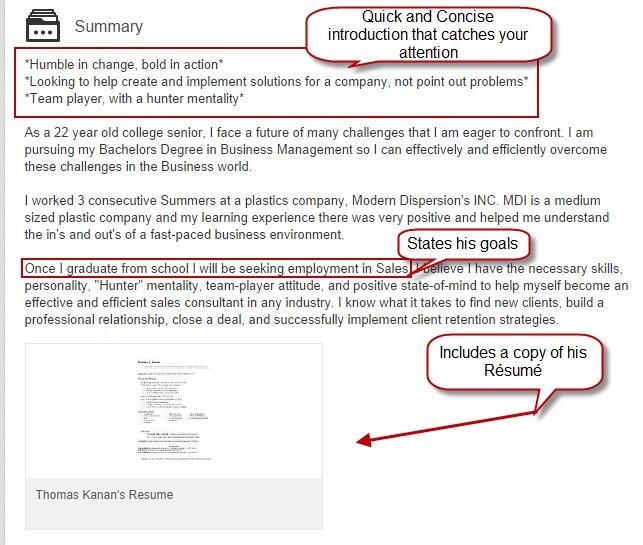 Summary
Quick and Concise
introduction that catches your
attention
*Humble in change, bold in action*
*Looking to help create and implement solutions for a company, not point out problems*
*Team player, with a hunter mentality*
As a 22 year old college senior, I face a future of many challenges that I am eager to confront. I am
pursuing my Bachelors Degree in Business Management so I can effectively and efficiently overcome
these challenges in the Business world.
I worked 3 consecutive Summers at a plastics company, Modern Dispersion's INC. MDI is a medium
sized plastic company and my learning experience there was very positive and helped me understand
the in's and out's of a fast-paced business environment.
States his goals
Once I graduate from school I will be seeking employment in Sales. I believe I have the necessary skills,
personality, "Hunter" mentality, team-player attitude, and positive state-of-mind to help myself become an
effective and efficient sales consultant in any industry. I know what it takes to find new clients, build a
professional relationship, close a deal, and successfully implement client retention strategies.
Includes a copy of his
Résumé
Thomas Kanan's Resume